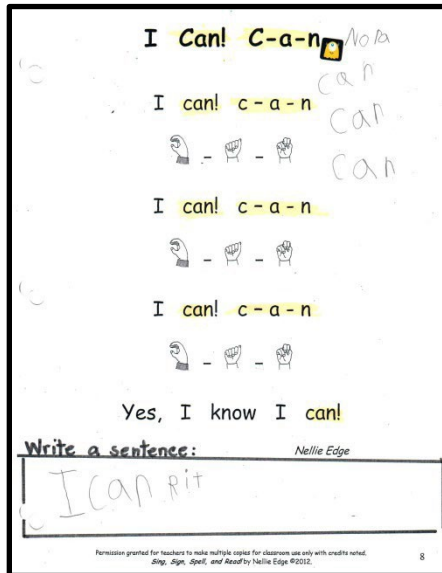 I Can! C-a-n Nora
can
I can! c - a - n
can
can
I can! c - a - n
I can! c - a - n
Yes, I know I can!
Write a sentence:
Nellie Edge
I can Rit
Permission granted for teachers to make multiple copies for classroom use only with credits noted.
Sing, Sign, Spell, and Read! by Nellie Edge ©2012,
8